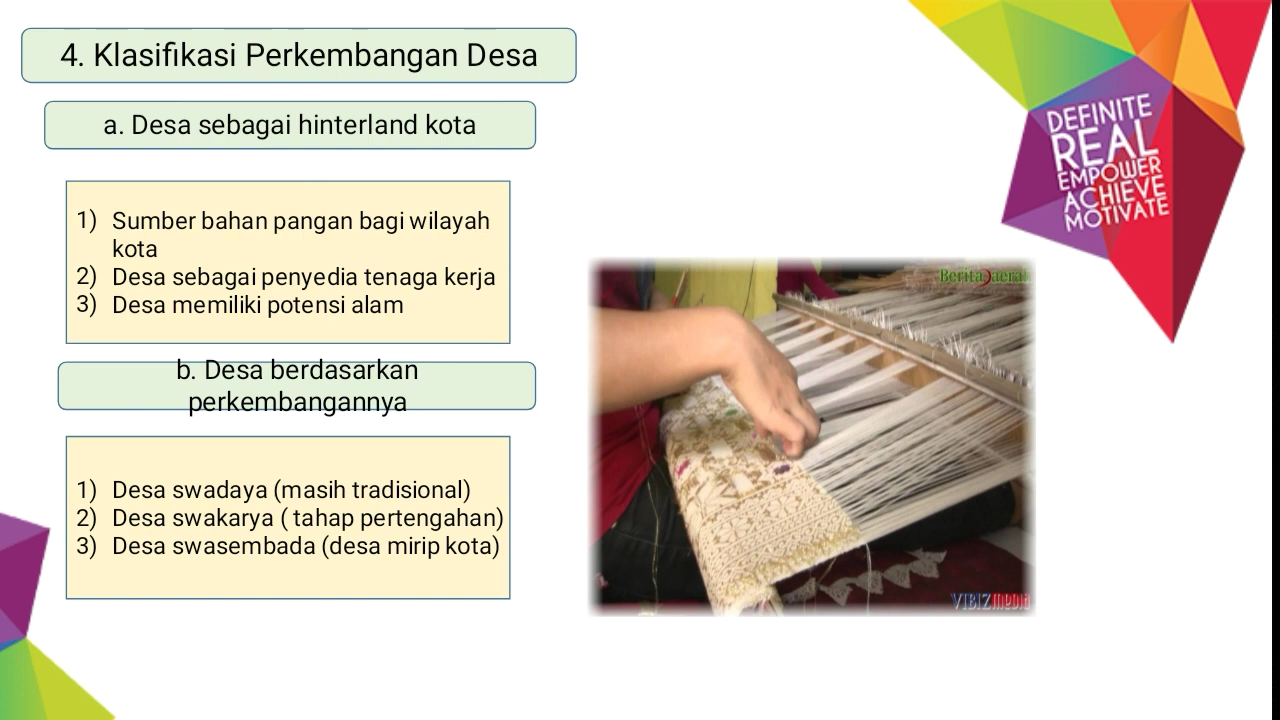 4. Klasifikasi Perkembangan Desa
a. Desa sebagai hinterland kota
1) Sumber bahan pangan bagi wilayah
kota
2) Desa sebagai penyedia tenaga kerja
3) Desa memiliki potensi alam
b. Desa berdasarkan
perkembangannya
1) Desa swadaya (masih tradisional)
2) Desa swakarya ( tahap pertengahan)
3) Desa swasembada (desa mirip kota)
DEFINITE
REAL
EMPOWER
ACHIEVE
MOTIVATE
BeritaDaerah
VIBIZmedia